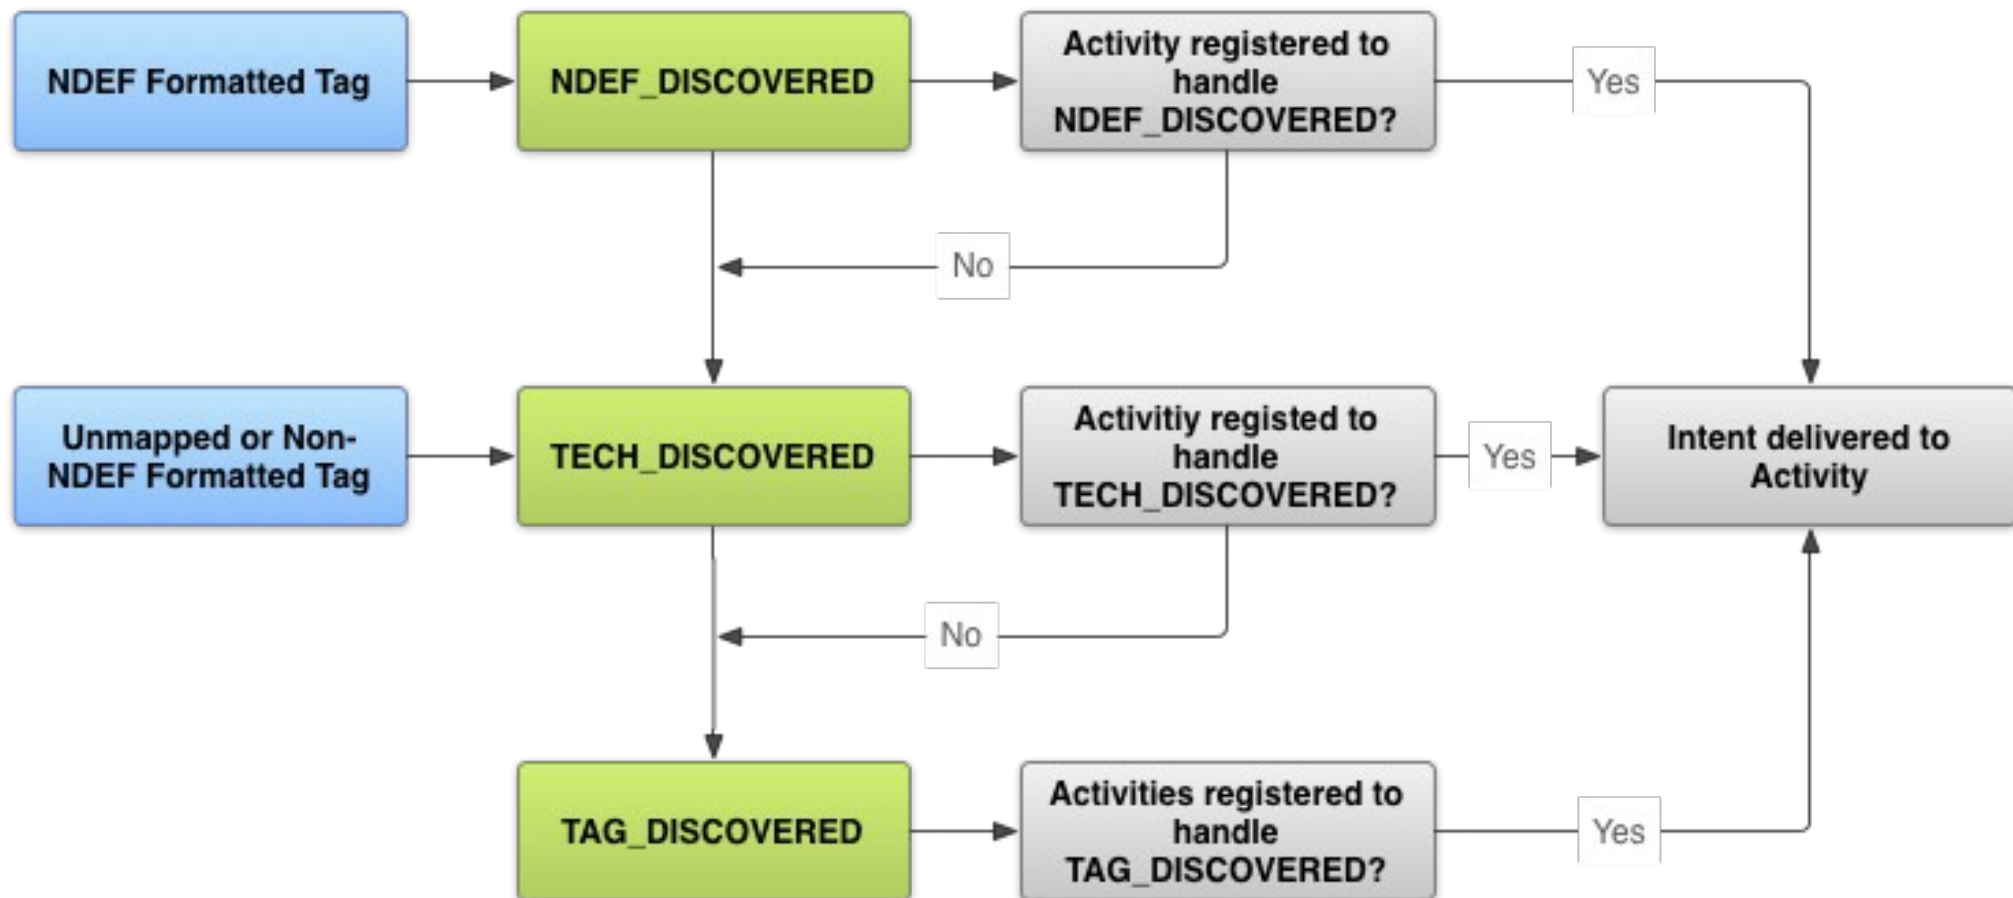 NDEF Formatted Tag
NDEF_DISCOVERED
Activity registered to
handle
NDEF_DISCOVERED?
Yes
No
Unmapped or Non-
NDEF Formatted Tag
TECH_DISCOVERED
Activitiy registed to
handle
TECH_DISCOVERED?
Yes
Intent delivered to
Activity
No
TAG_DISCOVERED
Activities registered to
handle
TAG_DISCOVERED?
Yes